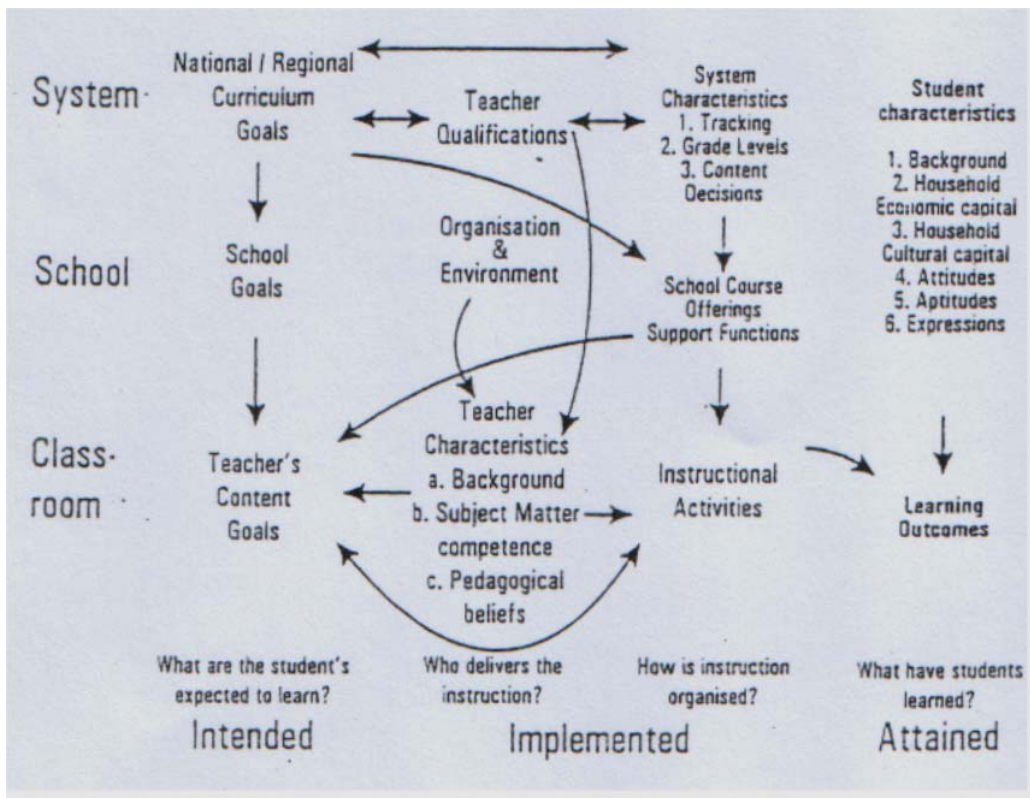 System
National / Regional
Curriculum
Goals
Teacher
Qualifications
System
Characteristics
1. Tracking
2. Grade Levels
3. Content
Decisions
Student
characteristics
1. Background
2. Household
Economic capital
3. Household
Cultural capital
4. Attitudes
5. Aptitudes
6. Expressions
School
School
Goals
Organisation
&
Environment
School Course
Offerings
Support Functions
Class-
room
Teacher's
Content
Goals
Teacher
Characteristics
a. Background
b. Subject Matter
competence
c. Pedagogical
beliefs
Instructional
Activities
Learning
Outcomes
What are the student's
expected to learn?
Who delivers the
instruction?
How is instruction
organised?
What have students
learned?
Intended
Implemented
Attained